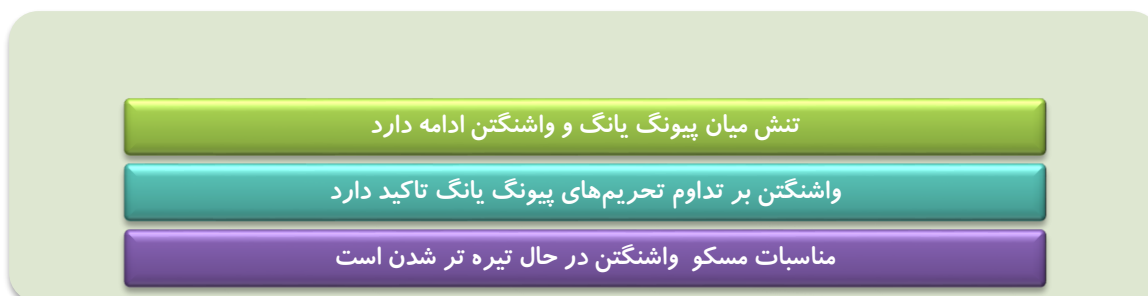 تنش میان پیونگ یانگ و واشنگتن ادامه دارد
واشنگتن بر تداوم تحریم‌های پیونگ یانگ تاکید دارد
مناسبات مسکو واشنگتن در حال تیره تر شدن است